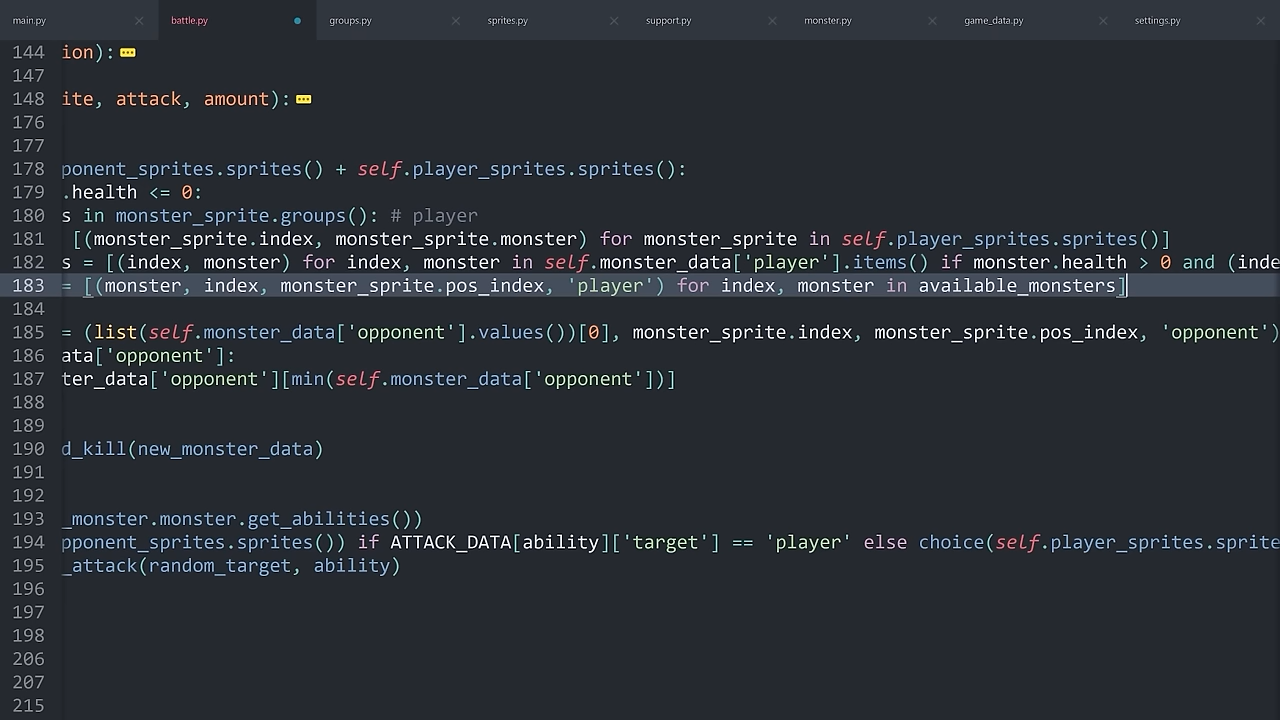 main.py battle.py groups.py sprites.py support.py monster.py game_data.py settings.py
144 ion):
147
148 ite, attack, amount):
176
177
178 ponent_sprites.sprites() + self.player_sprites.sprites():
179 .health <= 0:
180 s in monster_sprite.groups(): # player
181 [(monster_sprite.index, monster_sprite.monster) for monster_sprite in self.player_sprites.sprites()]
182 s = [(index, monster) for index, monster in self.monster_data['player'].items() if monster.health > 0 and (inde
183 = [(monster, index, monster_sprite.pos_index, 'player') for index, monster in available_monsters]
184
185 = (list(self.monster_data['opponent'].values())[0], monster_sprite.index, monster_sprite.pos_index, 'opponent')
186 ata['opponent']:
187 ter_data['opponent'][min(self.monster_data['opponent'])]
188
189
190 d_kill(new_monster_data)
191
192
193 _monster.monster.get_abilities())
194 pponent_sprites.sprites()) if ATTACK_DATA[ability]['target'] == 'player' else choice(self.player_sprites.sprite
195 _attack(random_target, ability)
196
197
198
206
207
215